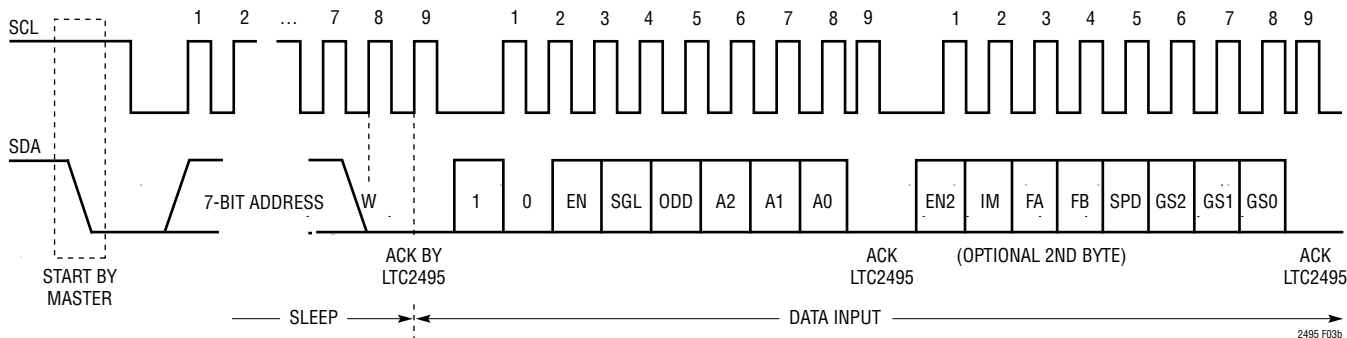 1 2 ... 7 8 9 1 2 3 4 5 6 7 8 9 1 2 3 4 5 6 7 8 9
SCL
SDA
7-BIT ADDRESS W 1 0 EN SGL ODD A2 A1 A0 EN2 IM FA FB SPD GS2 GS1 GS0
START BY
MASTER
ACK BY
LTC2495
ACK
LTC2495
(OPTIONAL 2ND BYTE)
ACK
LTC2495
SLEEP DATA INPUT
2495 F03b